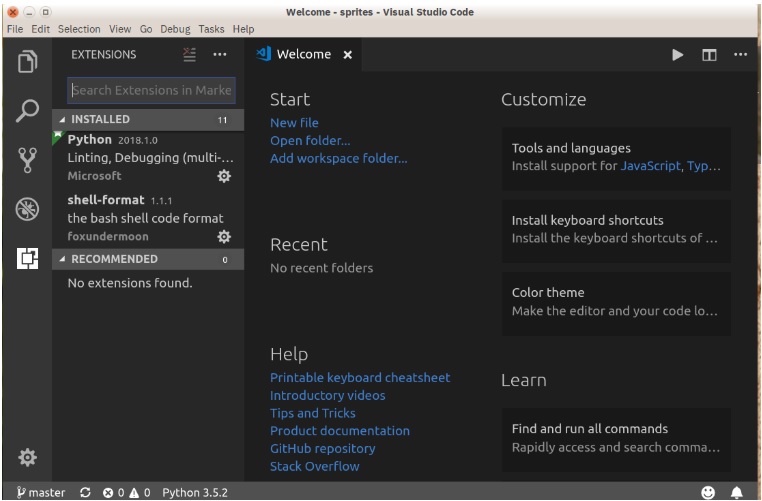 Welcome - sprites - Visual Studio Code
File Edit Selection View Go Debug Tasks Help
EXTENSIONS
Search Extensions in Marke
INSTALLED 11
Python 2018.1.0
Linting, Debugging (multi-...
Microsoft
shell-format 1.1.1
the bash shell code format
foxundermoon
RECOMMENDED 0
No extensions found.
Welcome
Start
New file
Open folder...
Add workspace folder...
Recent
No recent folders
Help
Printable keyboard cheatsheet
Introductory videos
Tips and Tricks
Product documentation
GitHub repository
Stack Overflow
Customize
Tools and languages
Install support for JavaScript, Typ...
Install keyboard shortcuts
Install the keyboard shortcuts of ...
Color theme
Make the editor and your code lo...
Learn
Find and run all commands
Rapidly access and search comma...
master 0 0 Python 3.5.2